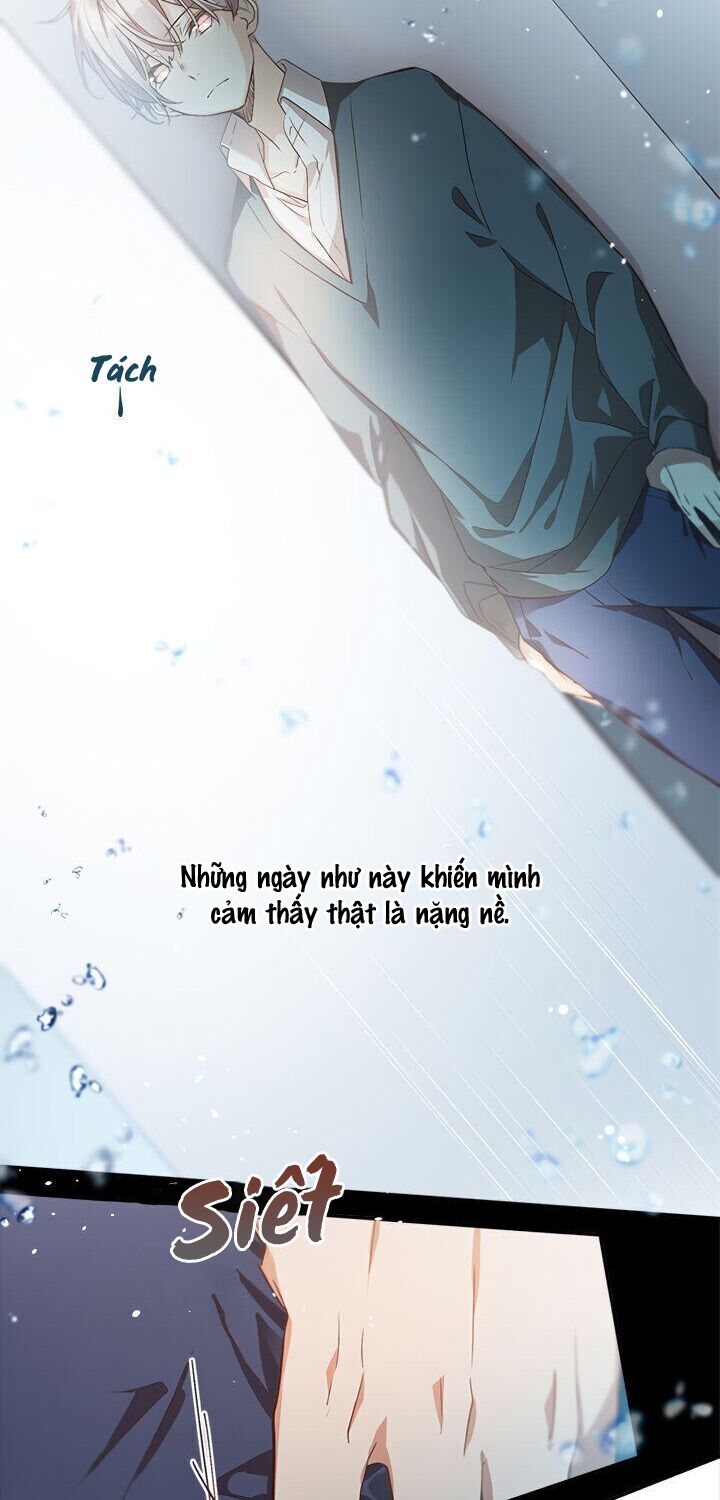 Tách
Những ngày như này khiến mình
cảm thấy thật là nặng nề.
Siết